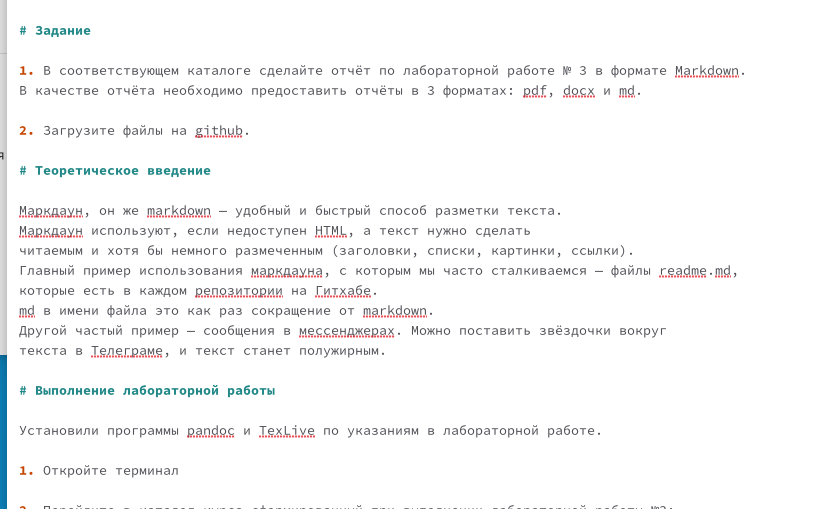 # Задание
1. В соответствующем каталоге сделайте отчёт по лабораторной работе № 3 в формате Markdown.
В качестве отчёта необходимо предоставить отчёты в 3 форматах: pdf, docx и md.
2. Загрузите файлы на github.
я
# Теоретическое введение
Маркдаун, он же markdown — удобный и быстрый способ разметки текста.
Маркдаун используют, если недоступен HTML, а текст нужно сделать
читаемым и хотя бы немного размеченным (заголовки, списки, картинки, ссылки).
Главный пример использования маркдауна, с которым мы часто сталкиваемся — файлы readme.md,
которые есть в каждом репозитории на Гитхабе.
md в имени файла это как раз сокращение от markdown.
Другой частый пример — сообщения в мессенджерах. Можно поставить звёздочки вокруг
текста в Телеграме, и текст станет полужирным.
# Выполнение лабораторной работы
Установили программы pandoc и TexLive по указаниям в лабораторной работе.
1. Откройте терминал